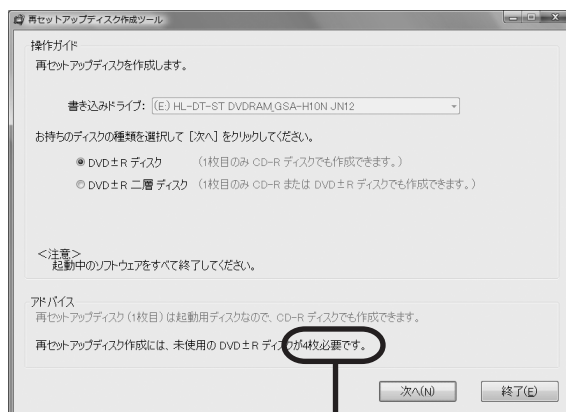 再セットアップディスク作成ツール
操作ガイド
再セットアップディスクを作成します。
書き込みドライブ: (E:) HL-DT-ST DVDRAM_GSA-H10N JN12
お持ちのディスクの種類を選択して [次へ] をクリックしてください。
DVD±R ディスク (1枚目のみ CD-R ディスクでも作成できます。)
DVD±R 二層 ディスク (1枚目のみ CD-R または DVD±R ディスクでも作成できます。)
<注意>
起動中のソフトウェアをすべて終了してください。
アドバイス
再セットアップディスク (1枚目) は起動用ディスクなので、CD-R ディスクでも作成できます。
再セットアップディスク作成には、未使用の DVD±R ディスクが4枚必要です。
次へ(N) 終了(E)